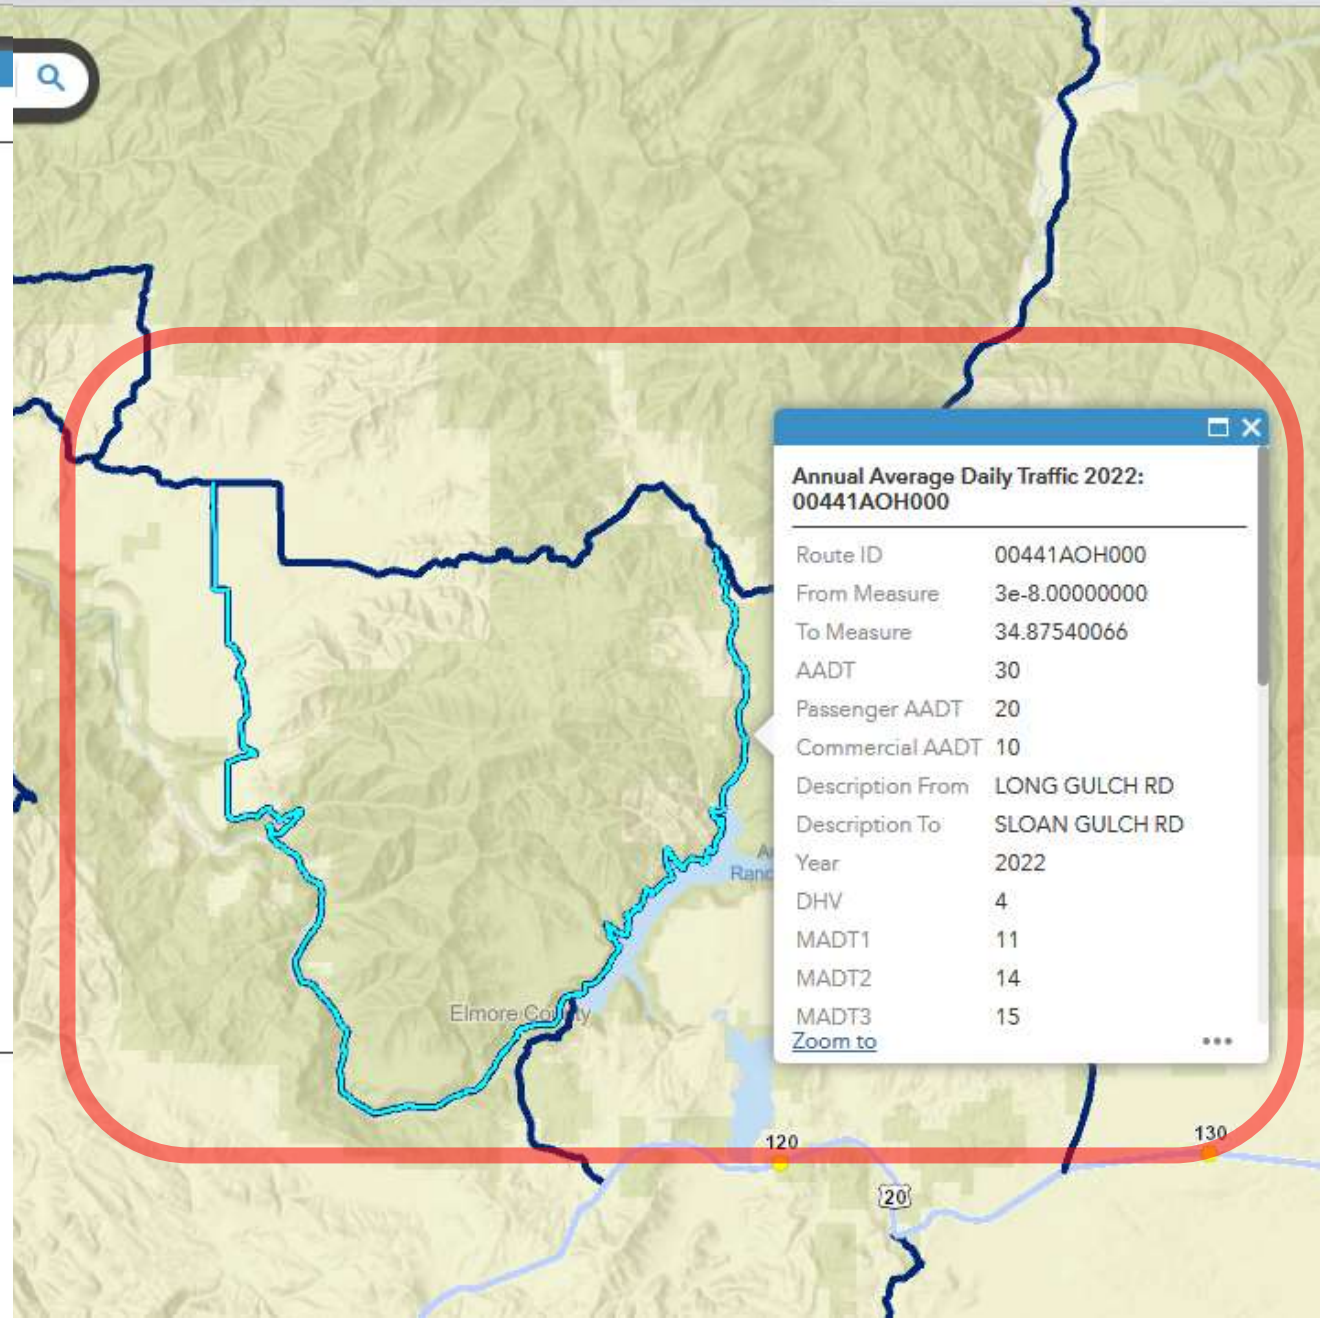 Annual Average Daily Traffic 2022:
00441AOH000
Route ID 00441AOH000
From Measure 3e-8.00000000
To Measure 34.87540066
AADT 30
Passenger AADT 20
Commercial AADT 10
Description From LONG GULCH RD
Description To SLOAN GULCH RD
Year 2022
DHV 4
MADT1 11
MADT2 14
MADT3 15
Zoom to
Elmore County
120
130
20